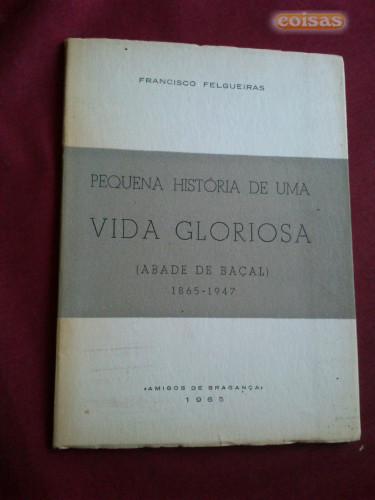 coisas
FRANCISCO FELGUEIRAS
PEQUENA HISTÓRIA DE UMA
VIDA GLORIOSA
(ABADE DE BAÇAL)
1865-1947
«AMIGOS DE BRAGANÇA»
1965